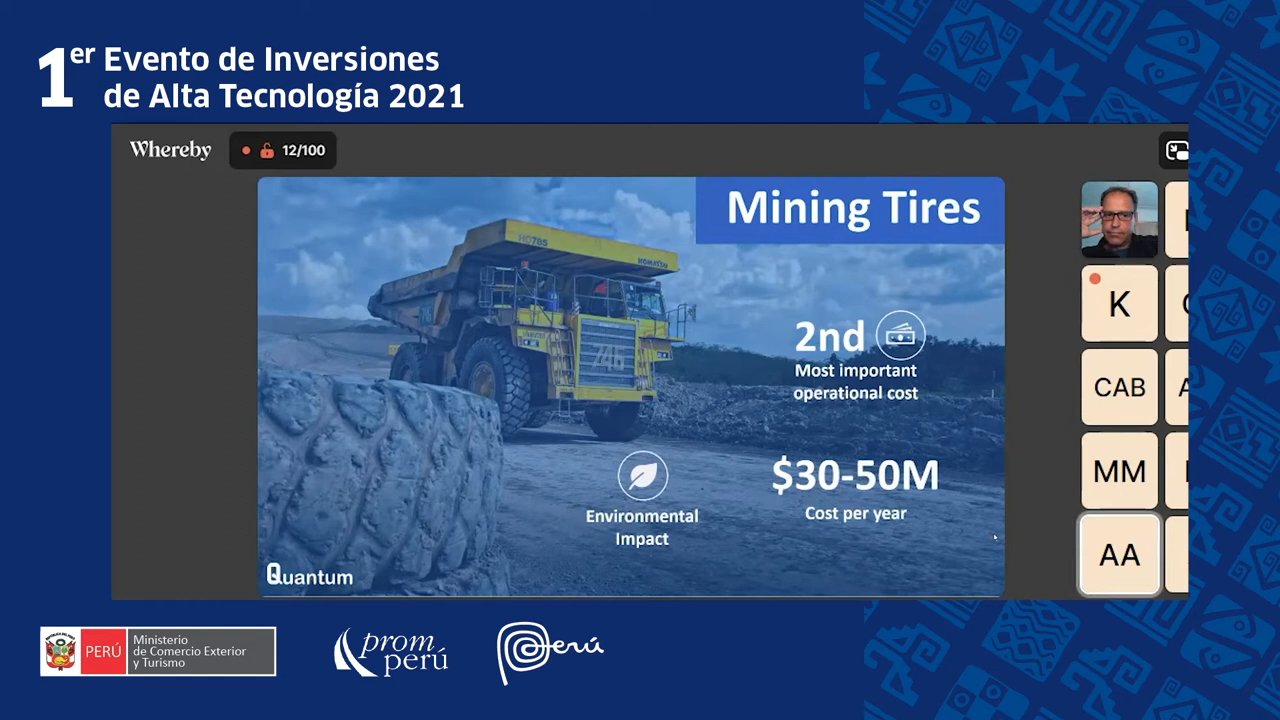 1er Evento de Inversiones
de Alta Tecnología 2021
Whereby
12/100
Mining Tires
HD785
KOMATSU
746
2nd
Most important
operational cost
$30-50M
Cost per year
Environmental
Impact
Quantum
K
CAB
MM
AA
PERÚ
Ministerio
de Comercio Exterior
y Turismo
prom
perú
Perú